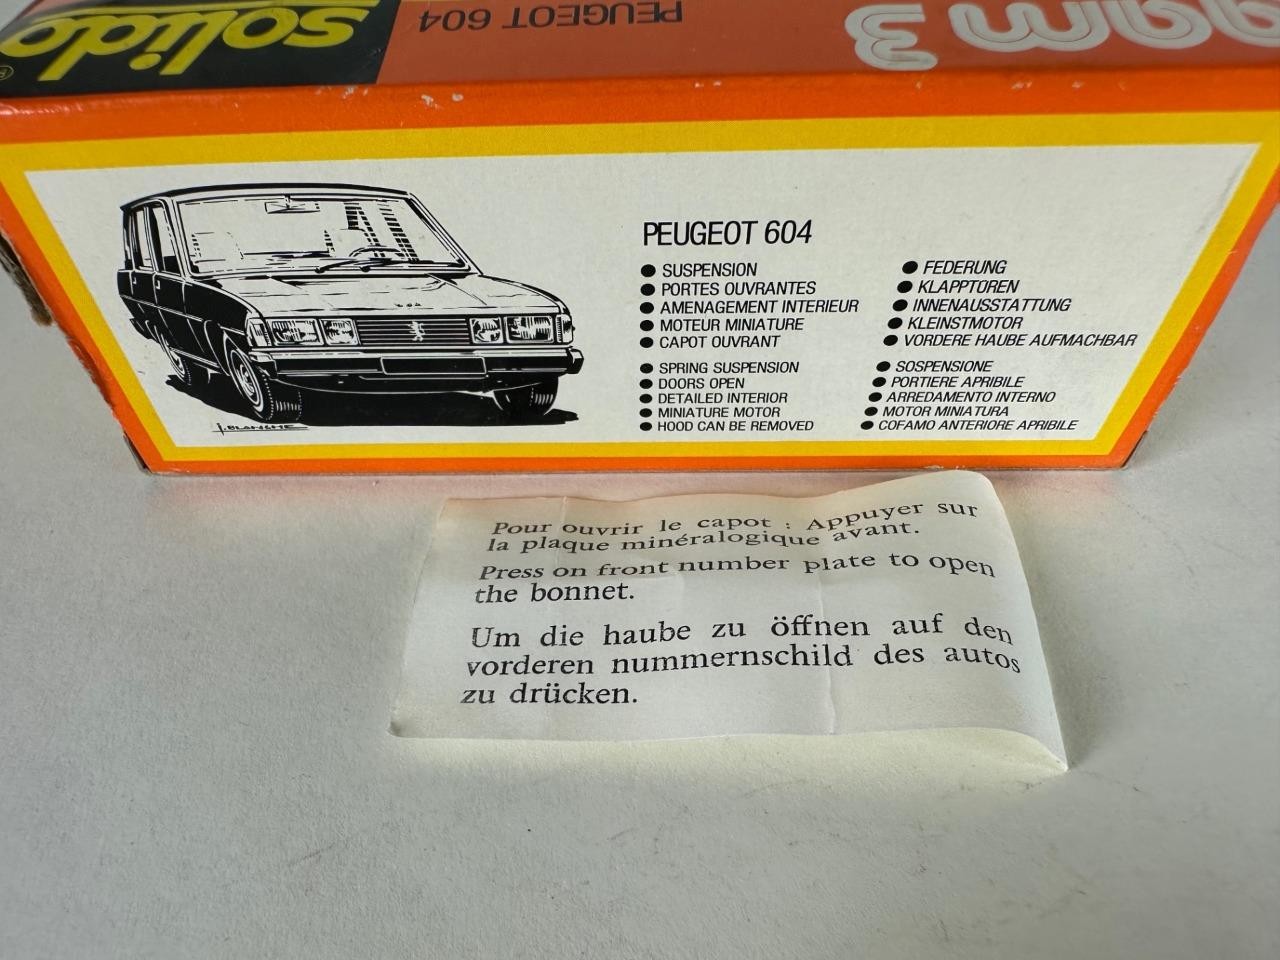 solido
PEUGEOT 604
gam 3
PEUGEOT 604
● SUSPENSION
● PORTES OUVRANTES
● AMENAGEMENT INTERIEUR
● MOTEUR MINIATURE
● CAPOT OUVRANT
● SPRING SUSPENSION
● DOORS OPEN
● DETAILED INTERIOR
● MINIATURE MOTOR
● HOOD CAN BE REMOVED
● FEDERUNG
● KLAPPTOREN
● INNENAUSSTATTUNG
● KLEINSTMOTOR
● VORDERE HAUBE AUFMACHBAR
● SOSPENSIONE
● PORTIERE APRIBILE
● ARREDAMENTO INTERNO
● MOTOR MINIATURA
● COFAMO ANTERIORE APRIBILE
J. BLANCHE
Pour ouvrir le capot : Appuyer sur
la plaque minéralogique avant.
Press on front number plate to open
the bonnet.
Um die haube zu öffnen auf den
vorderen nummernschild des autos
zu drücken.